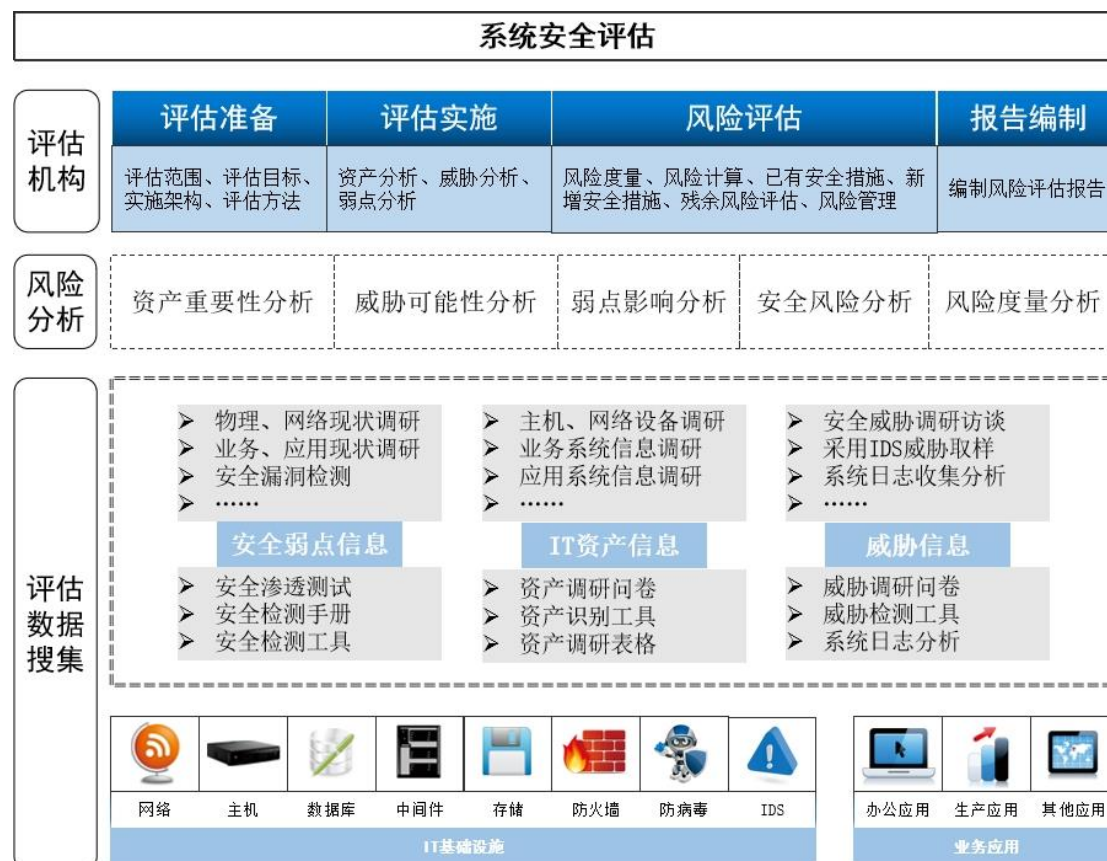 系统安全评估
评估
机构
评估准备
评估实施
风险评估
报告编制
评估范围、评估目标、
实施架构、评估方法
资产分析、威胁分析、
弱点分析
风险度量、风险计算、已有安全措施、新
增安全措施、残余风险评估、风险管理
编制风险评估报告
风险
分析
资产重要性分析
威胁可能性分析
弱点影响分析
安全风险分析
风险度量分析
评估
数据
搜集
➢ 物理、网络现状调研
➢ 业务、应用现状调研
➢ 安全漏洞检测
➢ ……
安全弱点信息
➢ 安全渗透测试
➢ 安全检测手册
➢ 安全检测工具
➢ 主机、网络设备调研
➢ 业务系统信息调研
➢ 应用系统信息调研
➢ ……
IT资产信息
➢ 资产调研问卷
➢ 资产识别工具
➢ 资产调研表格
➢ 安全威胁调研访谈
➢ 采用IDS威胁取样
➢ 系统日志收集分析
➢ ……
威胁信息
➢ 威胁调研问卷
➢ 威胁检测工具
➢ 系统日志分析
网络
主机
数据库
中间件
存储
防火墙
防病毒
IDS
IT基础设施
办公应用
生产应用
其他应用
业务应用